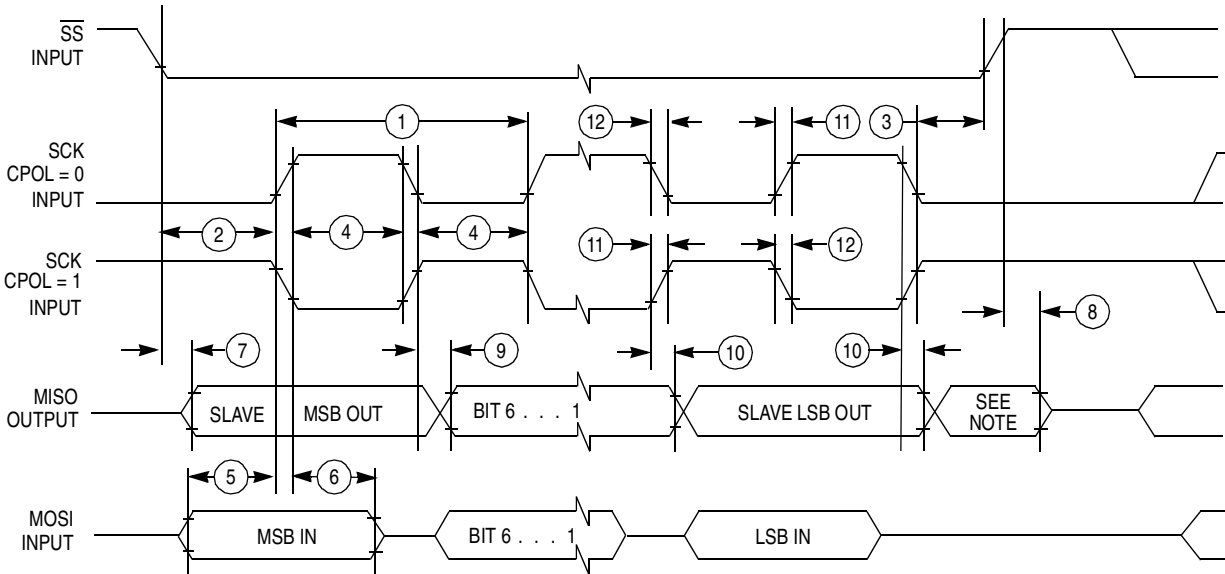 SS
INPUT
1
12
11
3
SCK
CPOL = 0
INPUT
2
4
4
SCK
CPOL = 1
INPUT
11
12
7
9
10
10
8
MISO
OUTPUT
SLAVE MSB OUT
BIT 6 . . . 1
SLAVE LSB OUT
SEE
NOTE
5
6
MOSI
INPUT
MSB IN
BIT 6 . . . 1
LSB IN